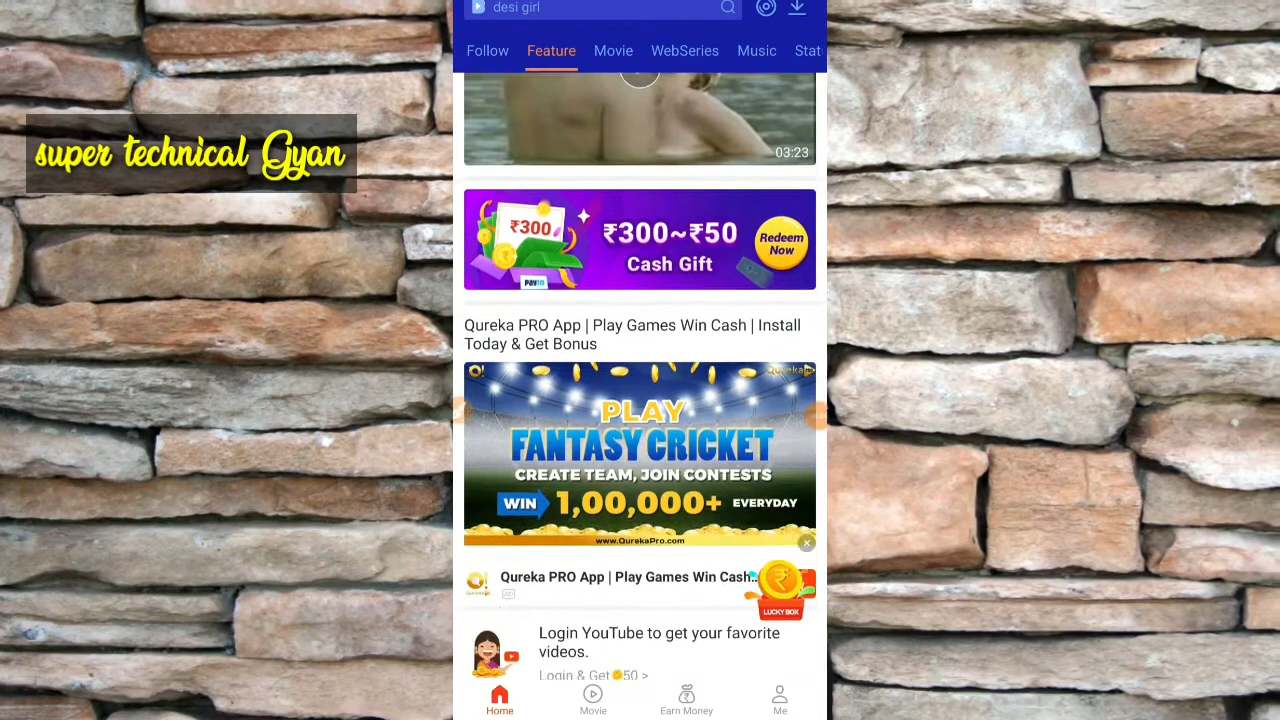 desi girl
Follow Feature Movie WebSeries Music Stat
super technical Gyan
03:23
₹300
₹300~₹50
Cash Gift
Redeem
Now
Paytm
Qureka PRO App | Play Games Win Cash | Install
Today & Get Bonus
PLAY
FANTASY CRICKET
CREATE TEAM, JOIN CONTESTS
WIN 1,00,000+ EVERYDAY
www.QurekaPro.com
Qureka PRO App | Play Games Win Cash..
AD
LUCKY BOX
Login YouTube to get your favorite
videos.
Login & Get 50 >
Home Movie Earn Money Me